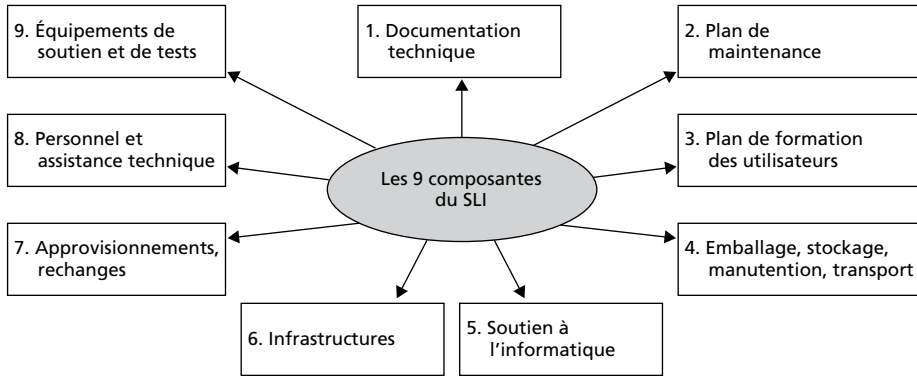 9. Équipements de
soutien et de tests
1. Documentation
technique
2. Plan de
maintenance
8. Personnel et
assistance technique
Les 9 composantes
du SLI
3. Plan de formation
des utilisateurs
7. Approvisionnements,
rechanges
4. Emballage, stockage,
manutention, transport
6. Infrastructures
5. Soutien à
l’informatique